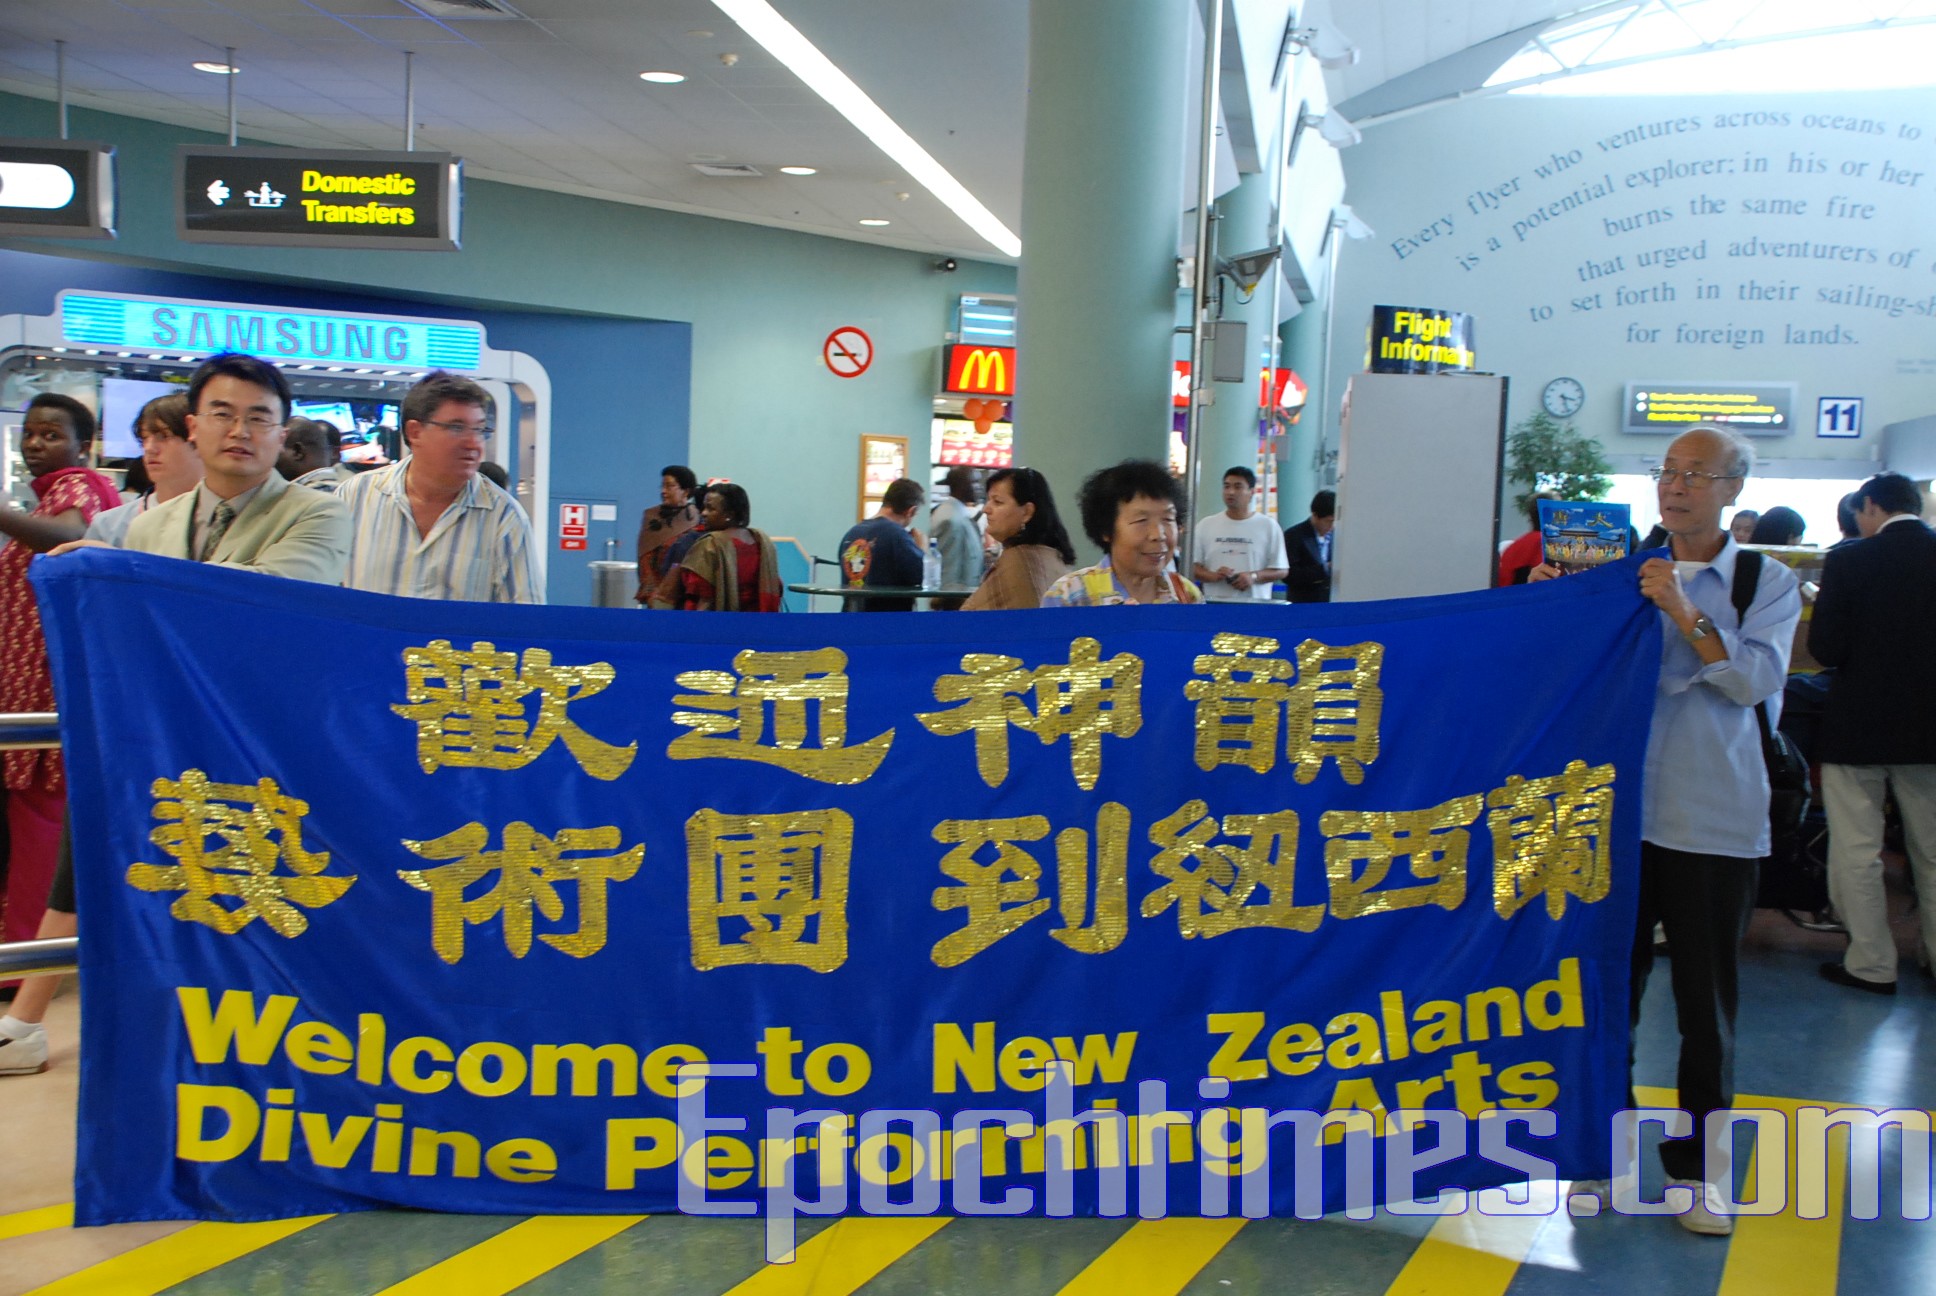 Domestic
Transfers
SAMSUNG
Every flyer who ventures across oceans to
is a potential explorer; in his or her
burns the same fire
that urged adventurers of
to set forth in their sailing-sh
for foreign lands.
Flight
Informa
11
H
歡迊神韻
藝術團到紐西蘭
Welcome to New Zealand
Divine Performing Arts
Epochtimes.com